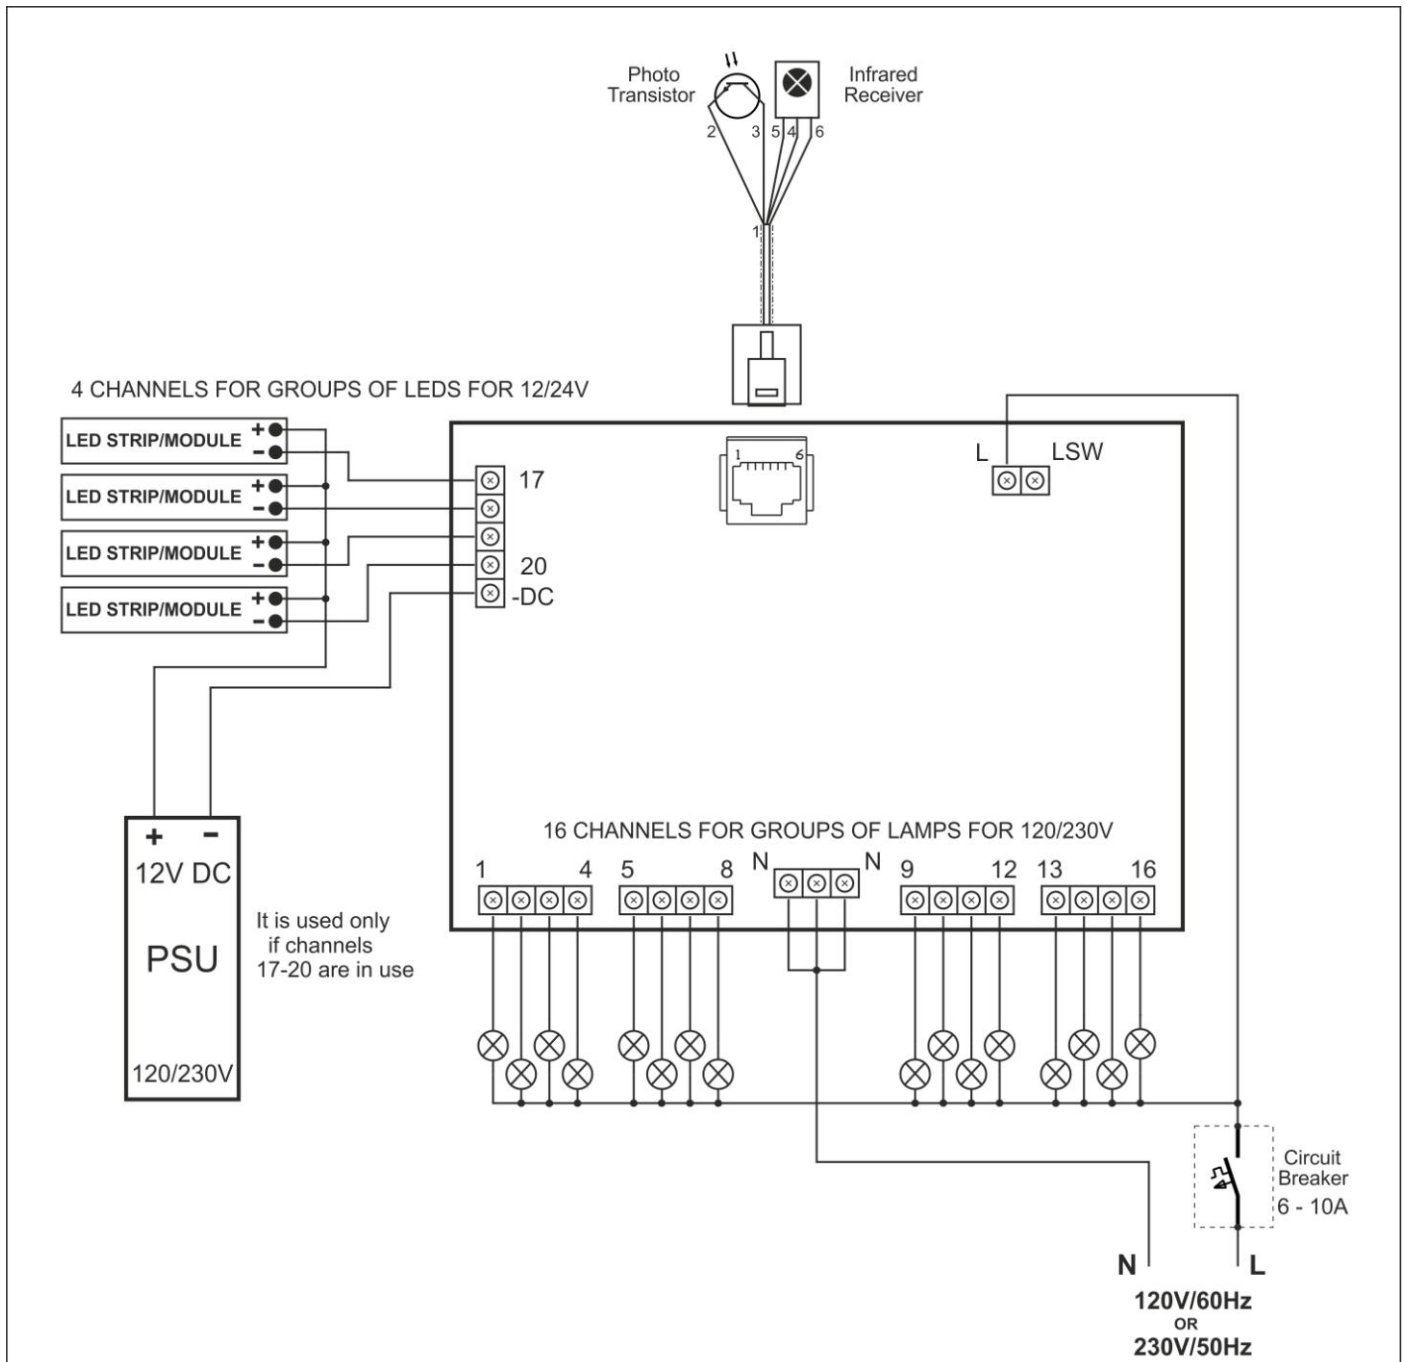 Photo
Transistor
Infrared
Receiver
2 3 5 4 6
1
4 CHANNELS FOR GROUPS OF LEDS FOR 12/24V
LED STRIP/MODULE + -
LED STRIP/MODULE + -
LED STRIP/MODULE + -
LED STRIP/MODULE + -
17
20
-DC
1 6
L LSW
+ -
12V DC
PSU
120/230V
It is used only
if channels
17-20 are in use
16 CHANNELS FOR GROUPS OF LAMPS FOR 120/230V
1 4 5 8 N N 9 12 13 16
Circuit
Breaker
6 - 10A
N L
120V/60Hz
OR
230V/50Hz